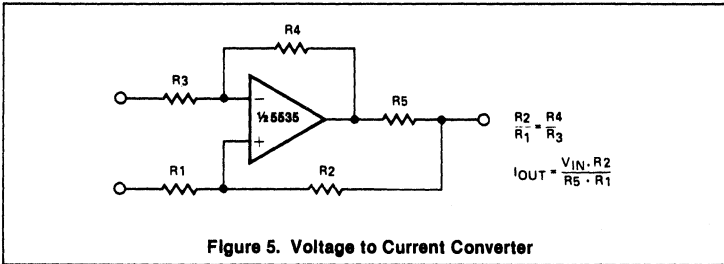 R4
R3
R5
−
½ 5535
+
R1
R2
R2/R1 = R4/R3
IOUT = VIN · R2 / R5 · R1
Figure 5. Voltage to Current Converter